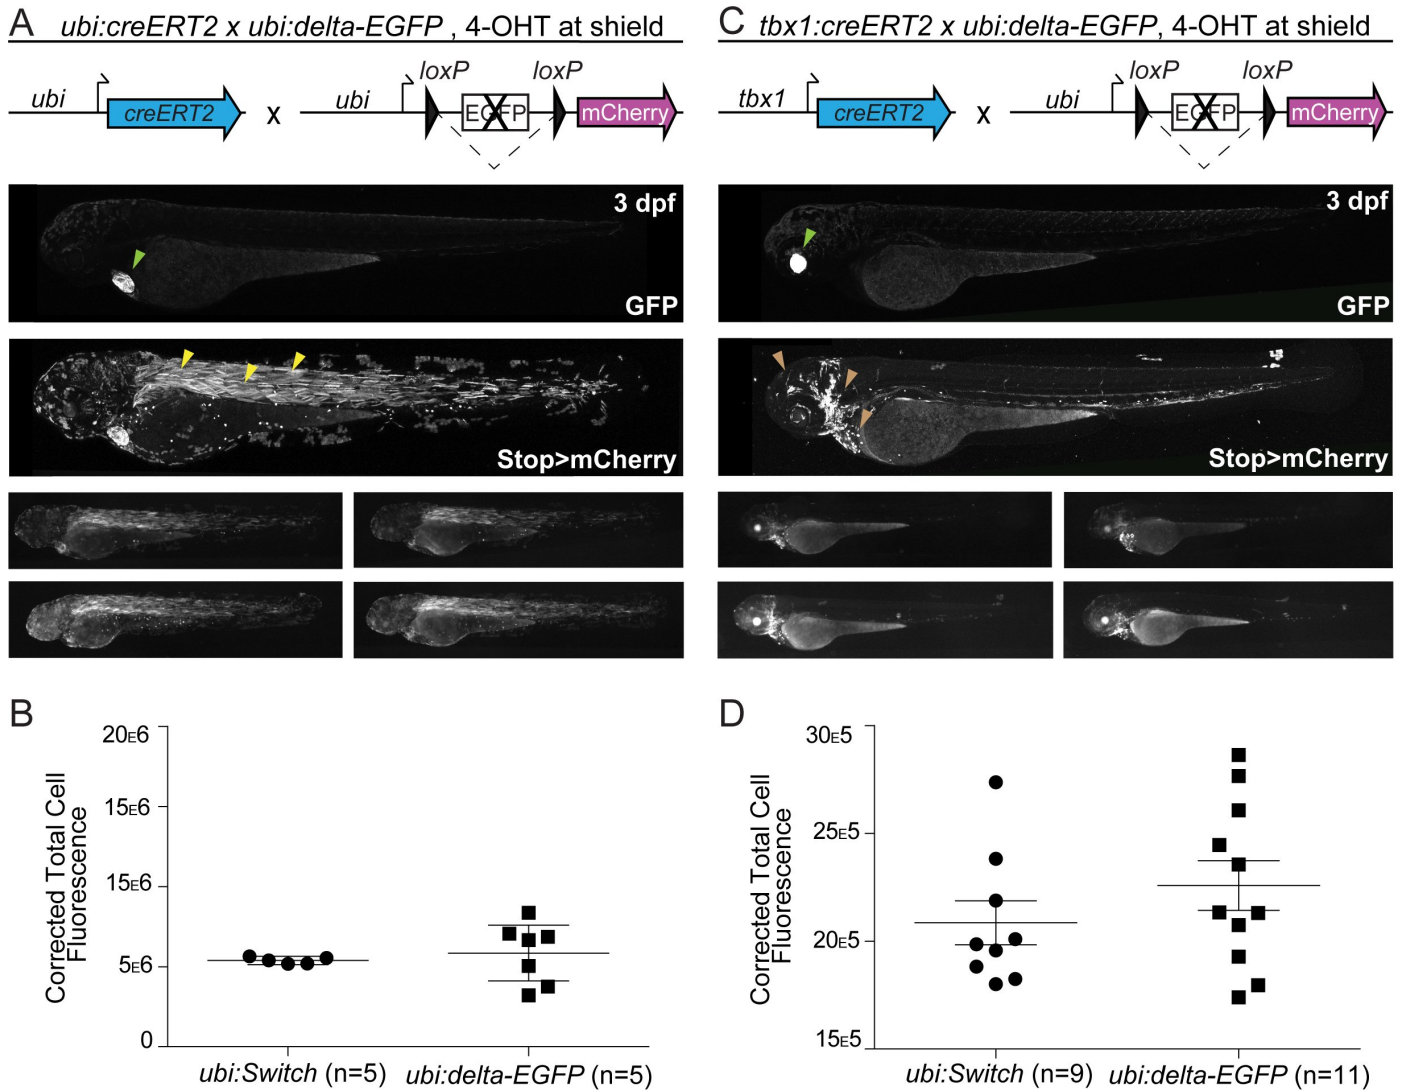 A ubi:creERT2 x ubi:delta-EGFP , 4-OHT at shield
loxP loxP
ubi creERT2 x ubi EGFP mCherry
3 dpf
GFP
Stop>mCherry
B
20E6
15E6
15E6
5E6
0
Corrected Total Cell
Fluorescence
ubi:Switch (n=5) ubi:delta-EGFP (n=5)
C tbx1:creERT2 x ubi:delta-EGFP, 4-OHT at shield
loxP loxP
tbx1 creERT2 x ubi EGFP mCherry
3 dpf
GFP
Stop>mCherry
D
30E5
25E5
20E5
15E5
Corrected Total Cell
Fluorescence
ubi:Switch (n=9) ubi:delta-EGFP (n=11)